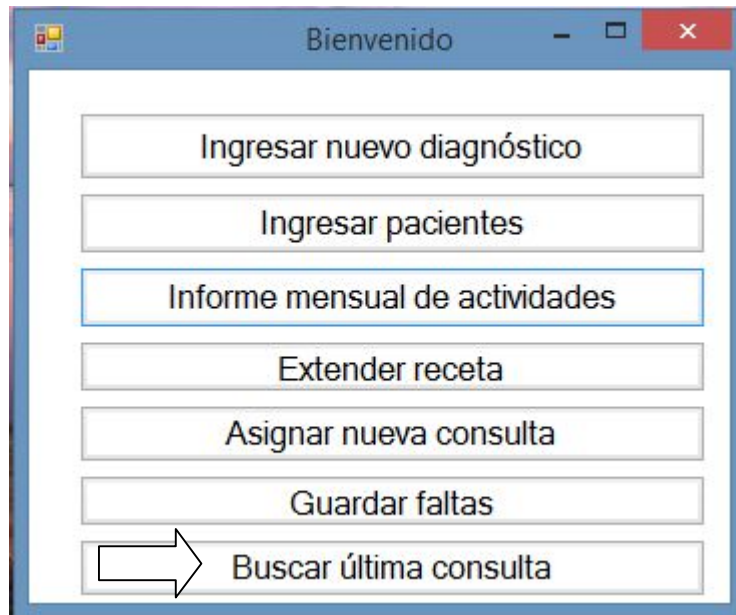 Bienvenido
Ingresar nuevo diagnóstico
Ingresar pacientes
Informe mensual de actividades
Extender receta
Asignar nueva consulta
Guardar faltas
Buscar última consulta